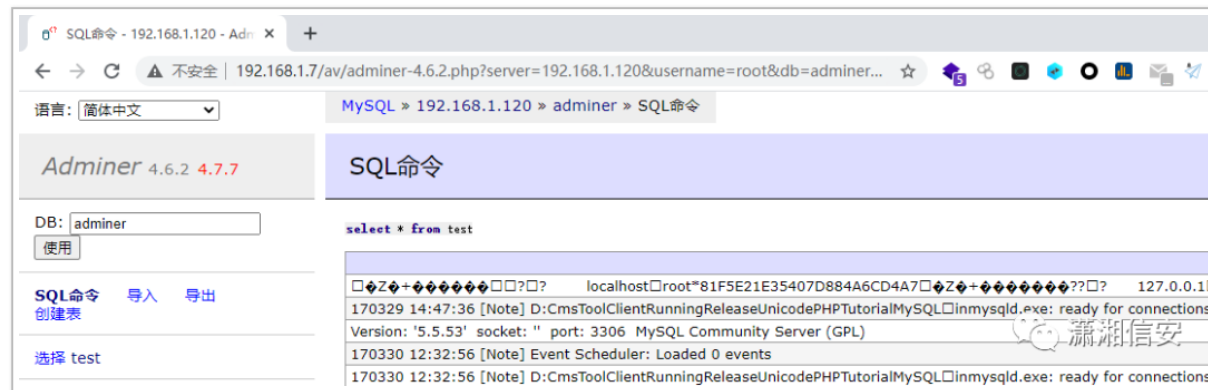 SQL命令 - 192.168.1.120 - Adm
不安全 | 192.168.1.7/av/adminer-4.6.2.php?server=192.168.1.120&username=root&db=adminer...
5
语言: 简体中文
MySQL » 192.168.1.120 » adminer » SQL命令
Adminer 4.6.2 4.7.7
SQL命令
DB: adminer
使用
select * from test
SQL命令 导入 导出
创建表
选择 test
localhost□root*81F5E21E35407D884A6CD4A7 127.0.0.1
170329 14:47:36 [Note] D:CmsToolClientRunningReleaseUnicodePHPTutorialMySQL□inmysqld.exe: ready for connections
Version: '5.5.53' socket: '' port: 3306 MySQL Community Server (GPL)
170330 12:32:56 [Note] Event Scheduler: Loaded 0 events
170330 12:32:56 [Note] D:CmsToolClientRunningReleaseUnicodePHPTutorialMySQL□inmysqld.exe: ready for connections
潇湘信安